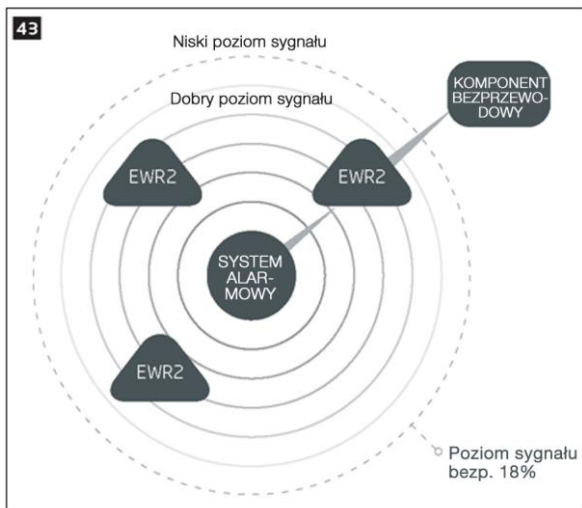 43
Niski poziom sygnału
KOMPONENT
BEZPRZEWO-
DOWY
Dobry poziom sygnału
EWR2
EWR2
SYSTEM
ALAR-
MOWY
EWR2
Poziom sygnału
bezp. 18%